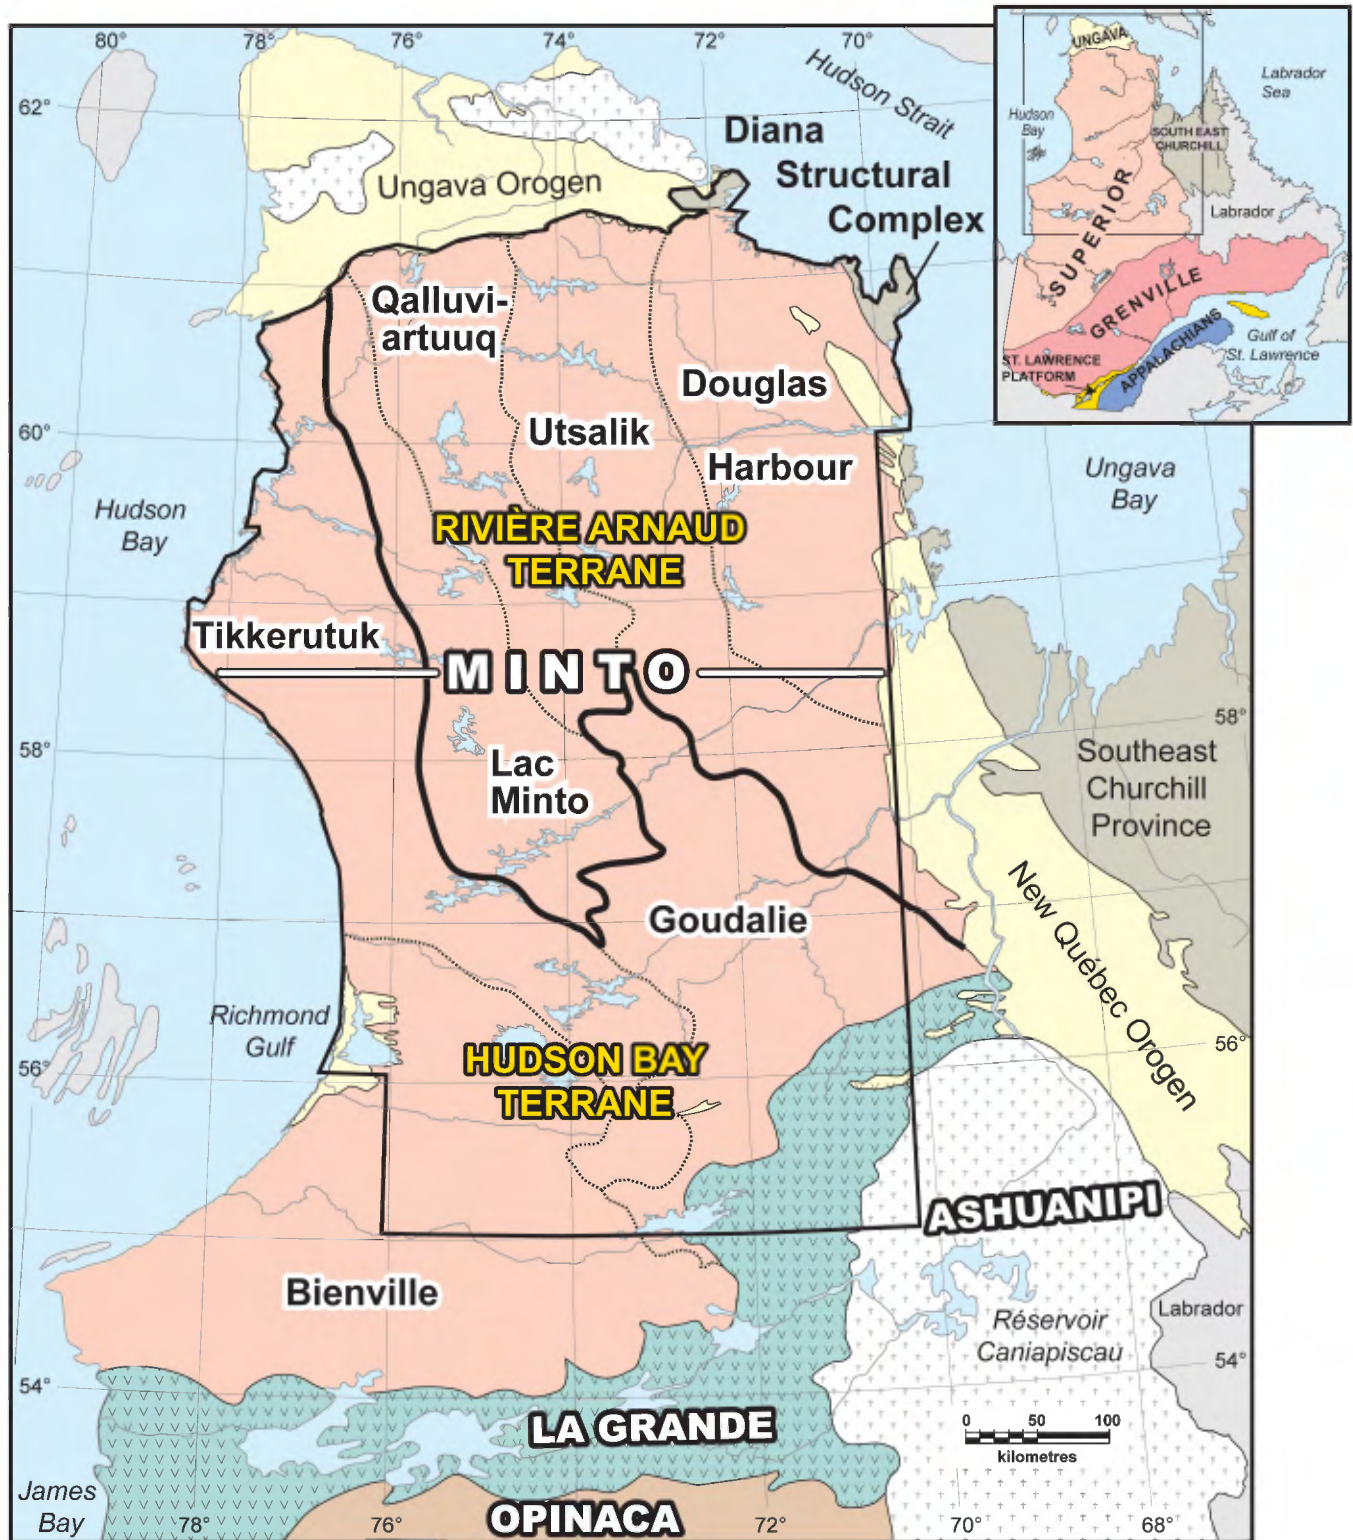 80°
78°
76°
74°
72°
70°
62°
60°
58°
56°
54°
Hudson Strait
Diana
Structural
Complex
Ungava Orogen
Qalluvi-
artuuq
Utsalik
Douglas
Harbour
RIVIÈRE ARNAUD
TERRANE
Hudson
Bay
Ungava
Bay
Tikkerutuk
MINTO
Lac
Minto
58°
Southeast
Churchill
Province
Goudalie
New Québec Orogen
Richmond
Gulf
HUDSON BAY
TERRANE
56°
ASHUANIPI
Bienville
Réservoir
Caniapiscau
Labrador
54°
LA GRANDE
0 50 100
kilometres
James
Bay
OPINACA
78°
76°
72°
70°
68°
UNGAVA
Labrador
Sea
Hudson
Bay
SOUTH EAST
CHURCHILL
SUPERIOR
Labrador
GRENVILLE
APPALACHIANS
Gulf of
St. Lawrence
ST. LAWRENCE
PLATFORM